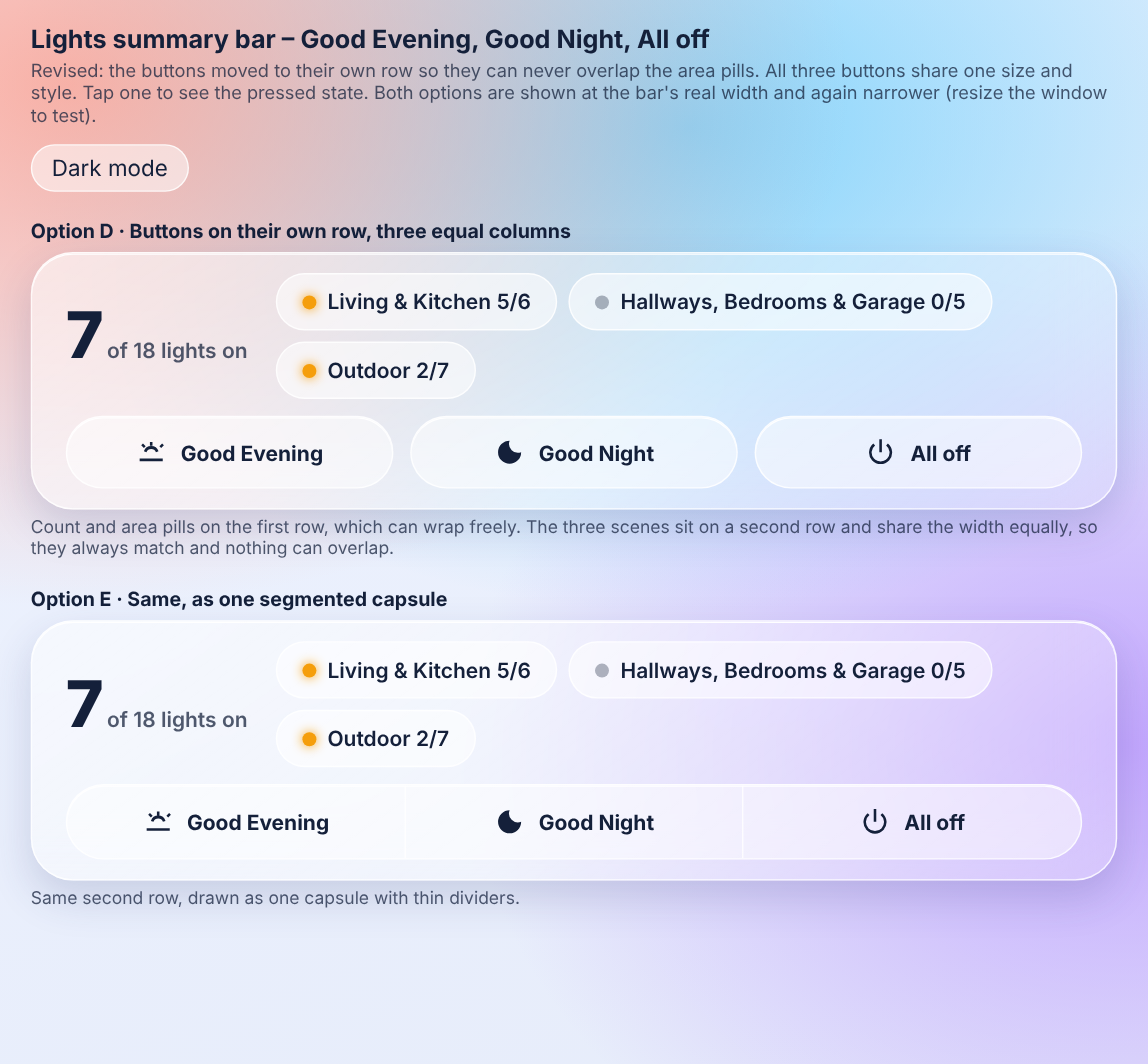 Lights summary bar – Good Evening, Good Night, All off
Revised: the buttons moved to their own row so they can never overlap the area pills. All three buttons share one size and
style. Tap one to see the pressed state. Both options are shown at the bar's real width and again narrower (resize the window
to test).
Dark mode
Option D · Buttons on their own row, three equal columns
7 of 18 lights on
Living & Kitchen 5/6
Hallways, Bedrooms & Garage 0/5
Outdoor 2/7
Good Evening
Good Night
All off
Count and area pills on the first row, which can wrap freely. The three scenes sit on a second row and share the width equally, so
they always match and nothing can overlap.
Option E · Same, as one segmented capsule
7 of 18 lights on
Living & Kitchen 5/6
Hallways, Bedrooms & Garage 0/5
Outdoor 2/7
Good Evening
Good Night
All off
Same second row, drawn as one capsule with thin dividers.